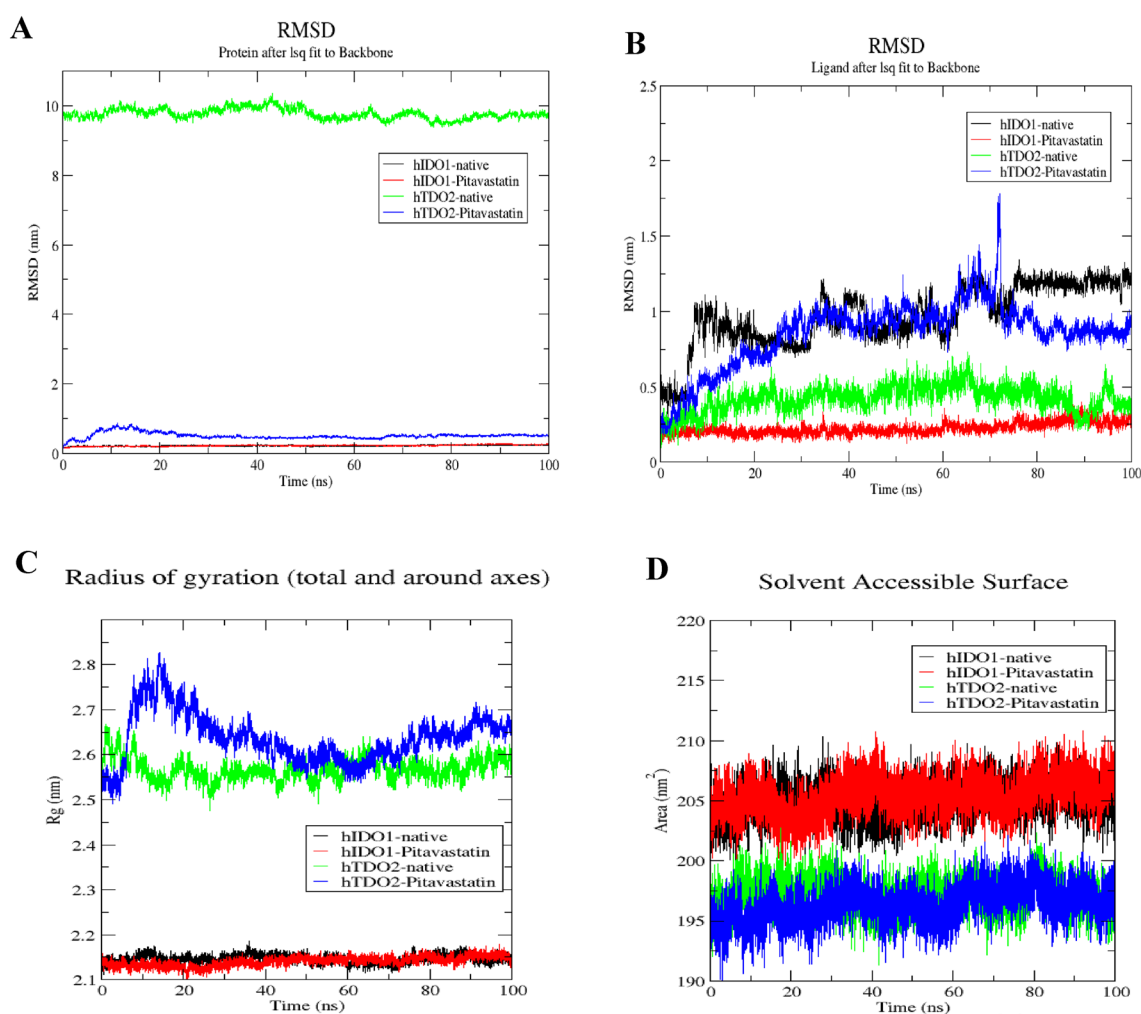 A
RMSD
Protein after lsq fit to Backbone
RMSD (nm)
10
8
6
4
2
0
hIDO1-native
hIDO1-Pitavastatin
hTDO2-native
hTDO2-Pitavastatin
0 20 40 60 80 100
Time (ns)
B
RMSD
Ligand after lsq fit to Backbone
RMSD (nm)
2.5
2
1.5
1
0.5
0
hIDO1-native
hIDO1-Pitavastatin
hTDO2-native
hTDO2-Pitavastatin
0 20 40 60 80 100
Time (ns)
C
Radius of gyration (total and around axes)
Rg (nm)
2.8
2.7
2.6
2.5
2.4
2.3
2.2
2.1
hIDO1-native
hIDO1-Pitavastatin
hTDO2-native
hTDO2-Pitavastatin
0 20 40 60 80 100
Time (ns)
D
Solvent Accessible Surface
Area (nm²)
220
215
210
205
200
195
190
hIDO1-native
hIDO1-Pitavastatin
hTDO2-native
hTDO2-Pitavastatin
0 20 40 60 80 100
Time (ns)